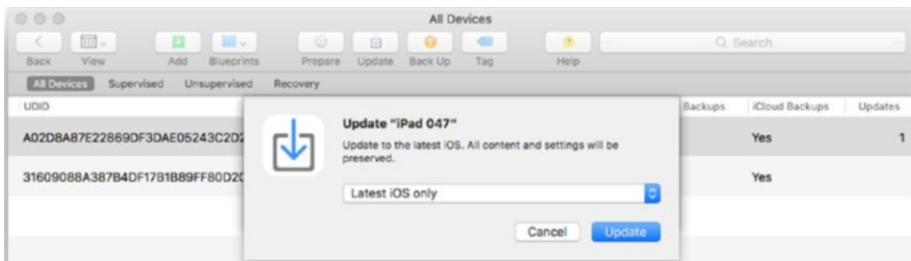 All Devices
Back View Add Blueprints Prepare Update Back Up Tag Help Search
All Devices Supervised Unsupervised Recovery
UDID Backups iCloud Backups Updates
Update "iPad 047"
A02D8A87E22869DF3DAE05243C2D2 Yes 1
Update to the latest iOS. All content and settings will be
preserved.
31609088A387B4DF17B1B89FF80D20 Yes
Latest iOS only
Cancel Update